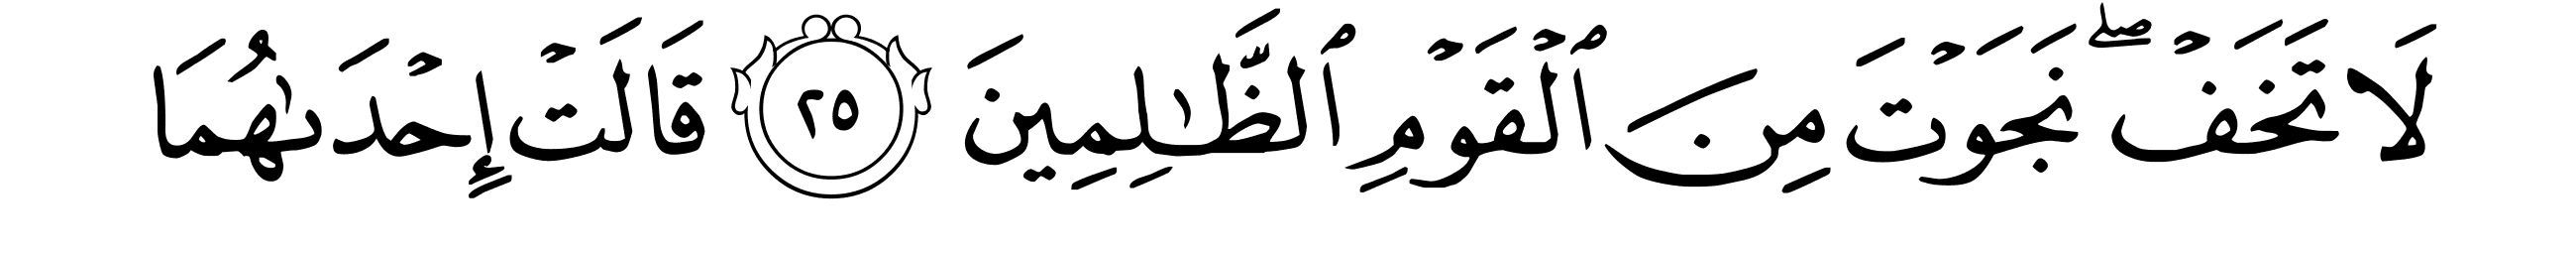 لَا تَخَفْ ۖ نَجَوْتَ مِنَ ٱلْقَوْمِ ٱلظَّـٰلِمِينَ ٢٥ قَالَتْ إِحْدَىٰهُمَا